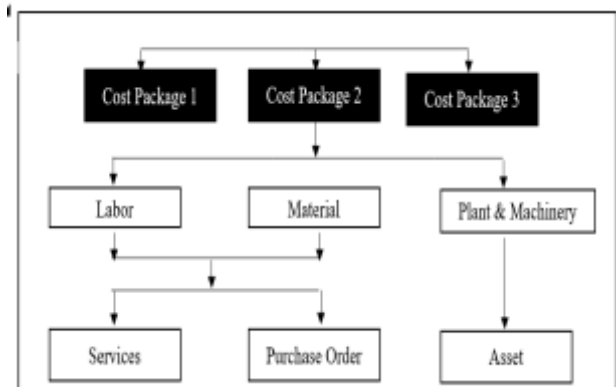 Cost Package 1
Cost Package 2
Cost Package 3
Labor
Material
Plant & Machinery
Services
Purchase Order
Asset